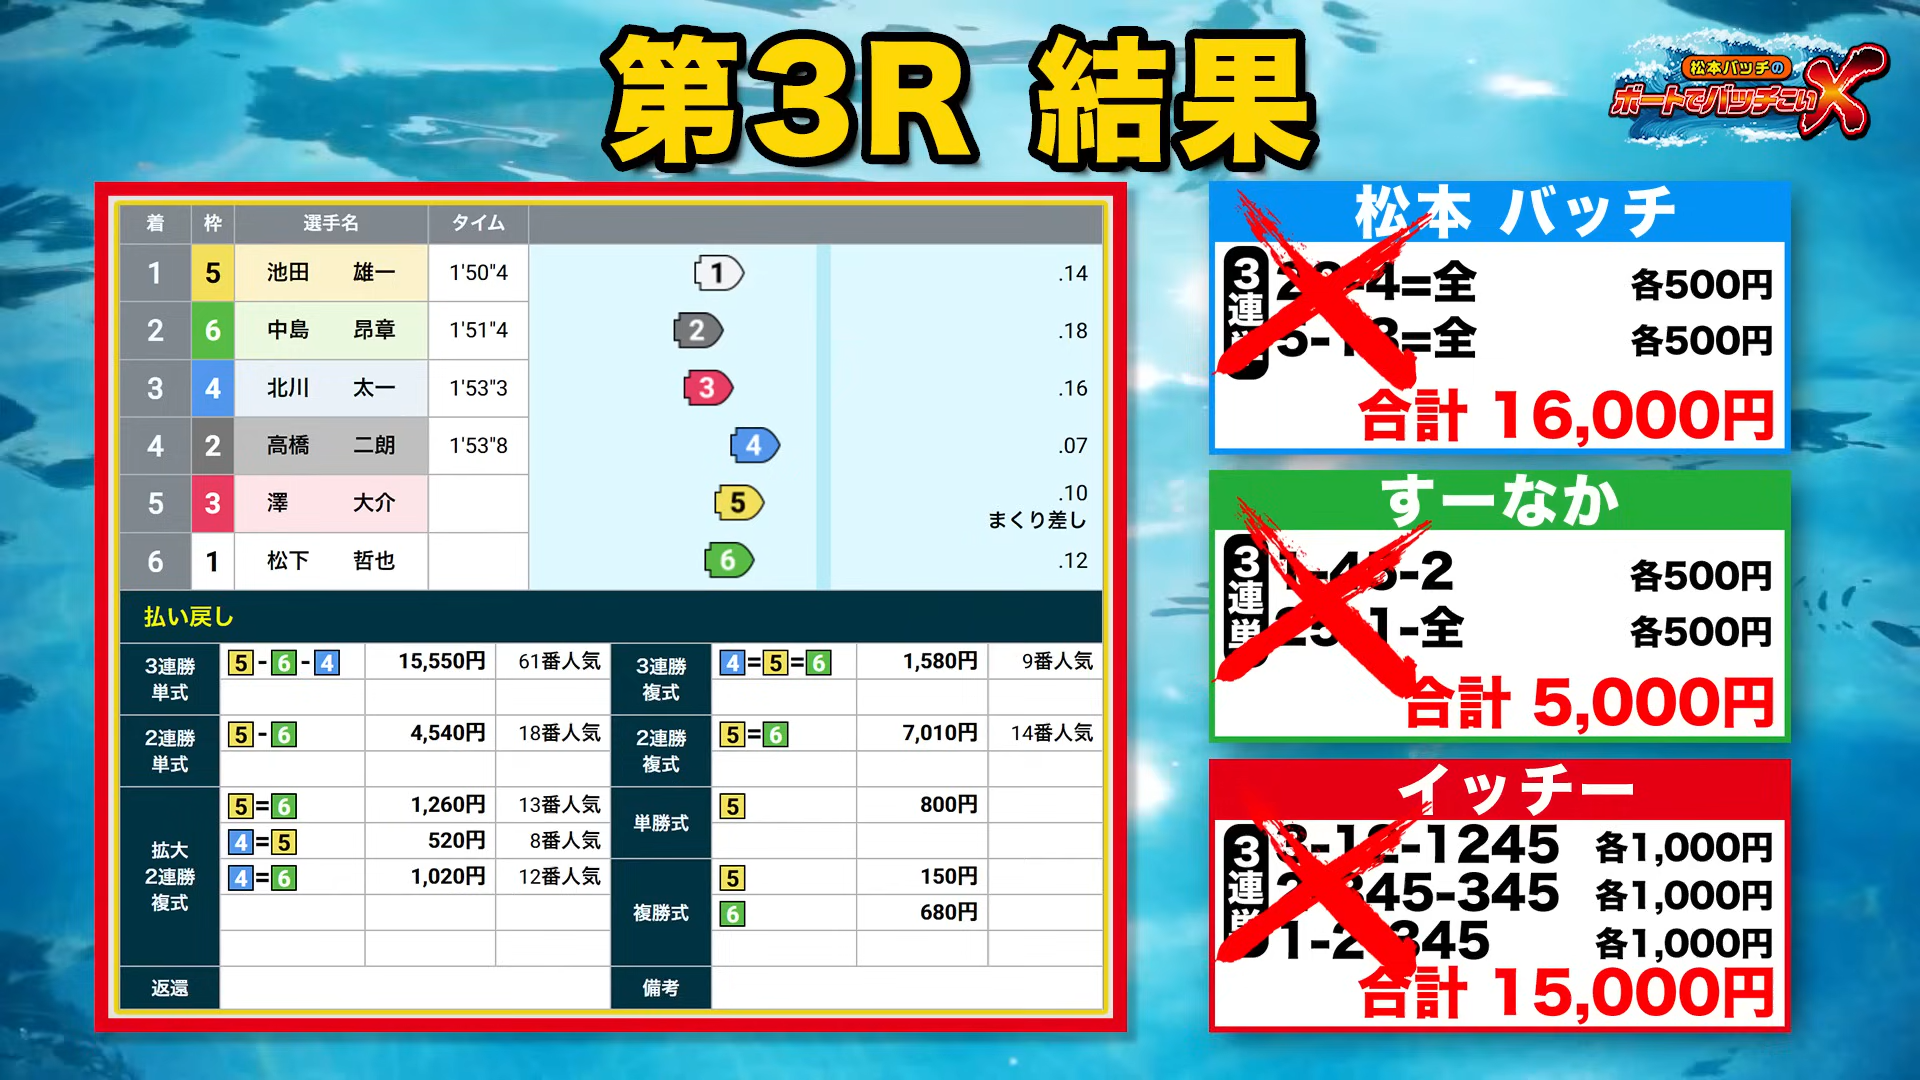 第3R 結果
松本バッチの
ボートでバッチこいX
着 枠 選手名 タイム
1 5 池田 雄一 1'50"4 1 .14
2 6 中島 昂章 1'51"4 2 .18
3 4 北川 太一 1'53"3 3 .16
4 2 高橋 二朗 1'53"8 4 .07
5 3 澤 大介 5 .10 まくり差し
6 1 松下 哲也 6 .12
払い戻し
3連勝単式 5-6-4 15,550円 61番人気 3連勝複式 4=5=6 1,580円 9番人気
2連勝単式 5-6 4,540円 18番人気 2連勝複式 5=6 7,010円 14番人気
拡大2連勝複式 5=6 1,260円 13番人気 単勝式 5 800円
4=5 520円 8番人気
4=6 1,020円 12番人気 複勝式 5 150円
6 680円
返還 備考
松本 バッチ
3連単
-4=全 各500円
=全 各500円
合計 16,000円
すーなか
3連単
-2 各500円
1-全 各500円
合計 5,000円
イッチー
3連単
-1245 各1,000円
345-345 各1,000円
1-2 345 各1,000円
合計 15,000円